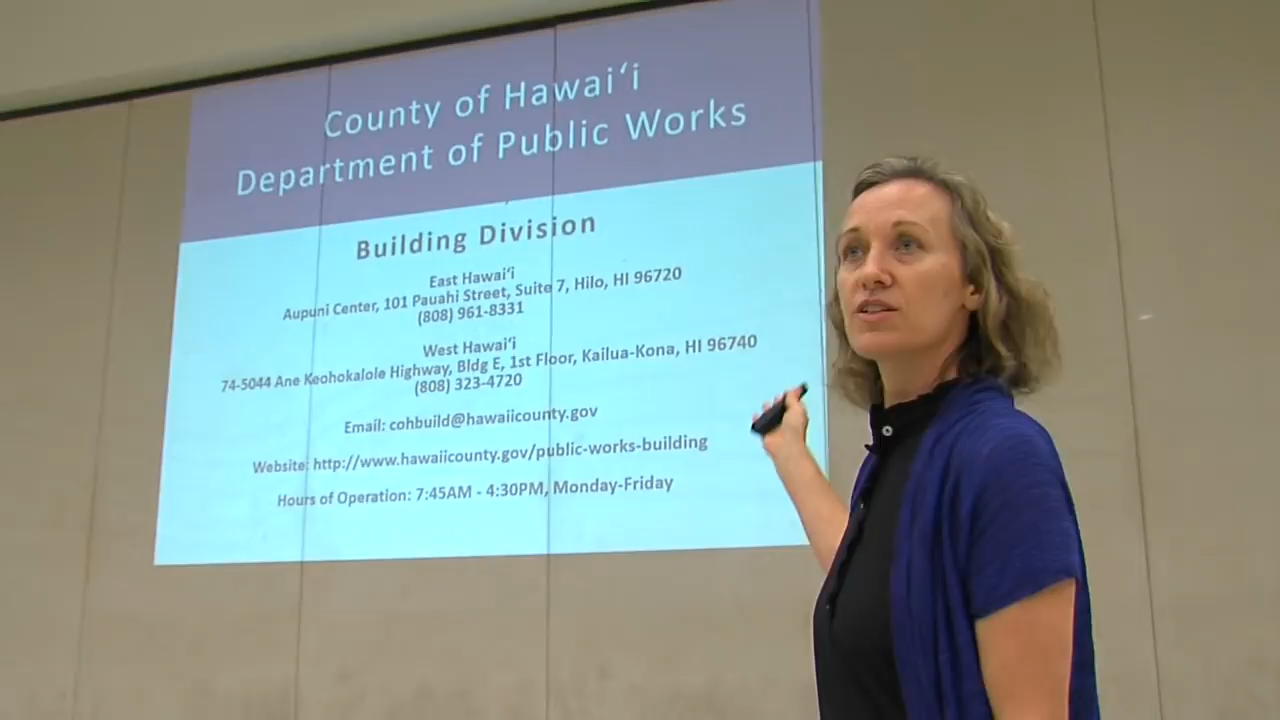 County of Hawaiʻi
Department of Public Works
Building Division
East Hawaiʻi
Aupuni Center, 101 Pauahi Street, Suite 7, Hilo, HI 96720
(808) 961-8331
West Hawaiʻi
74-5044 Ane Keohokalole Highway, Bldg E, 1st Floor, Kailua-Kona, HI 96740
(808) 323-4720
Email: cohbuild@hawaiicounty.gov
Website: http://www.hawaiicounty.gov/public-works-building
Hours of Operation: 7:45AM - 4:30PM, Monday-Friday